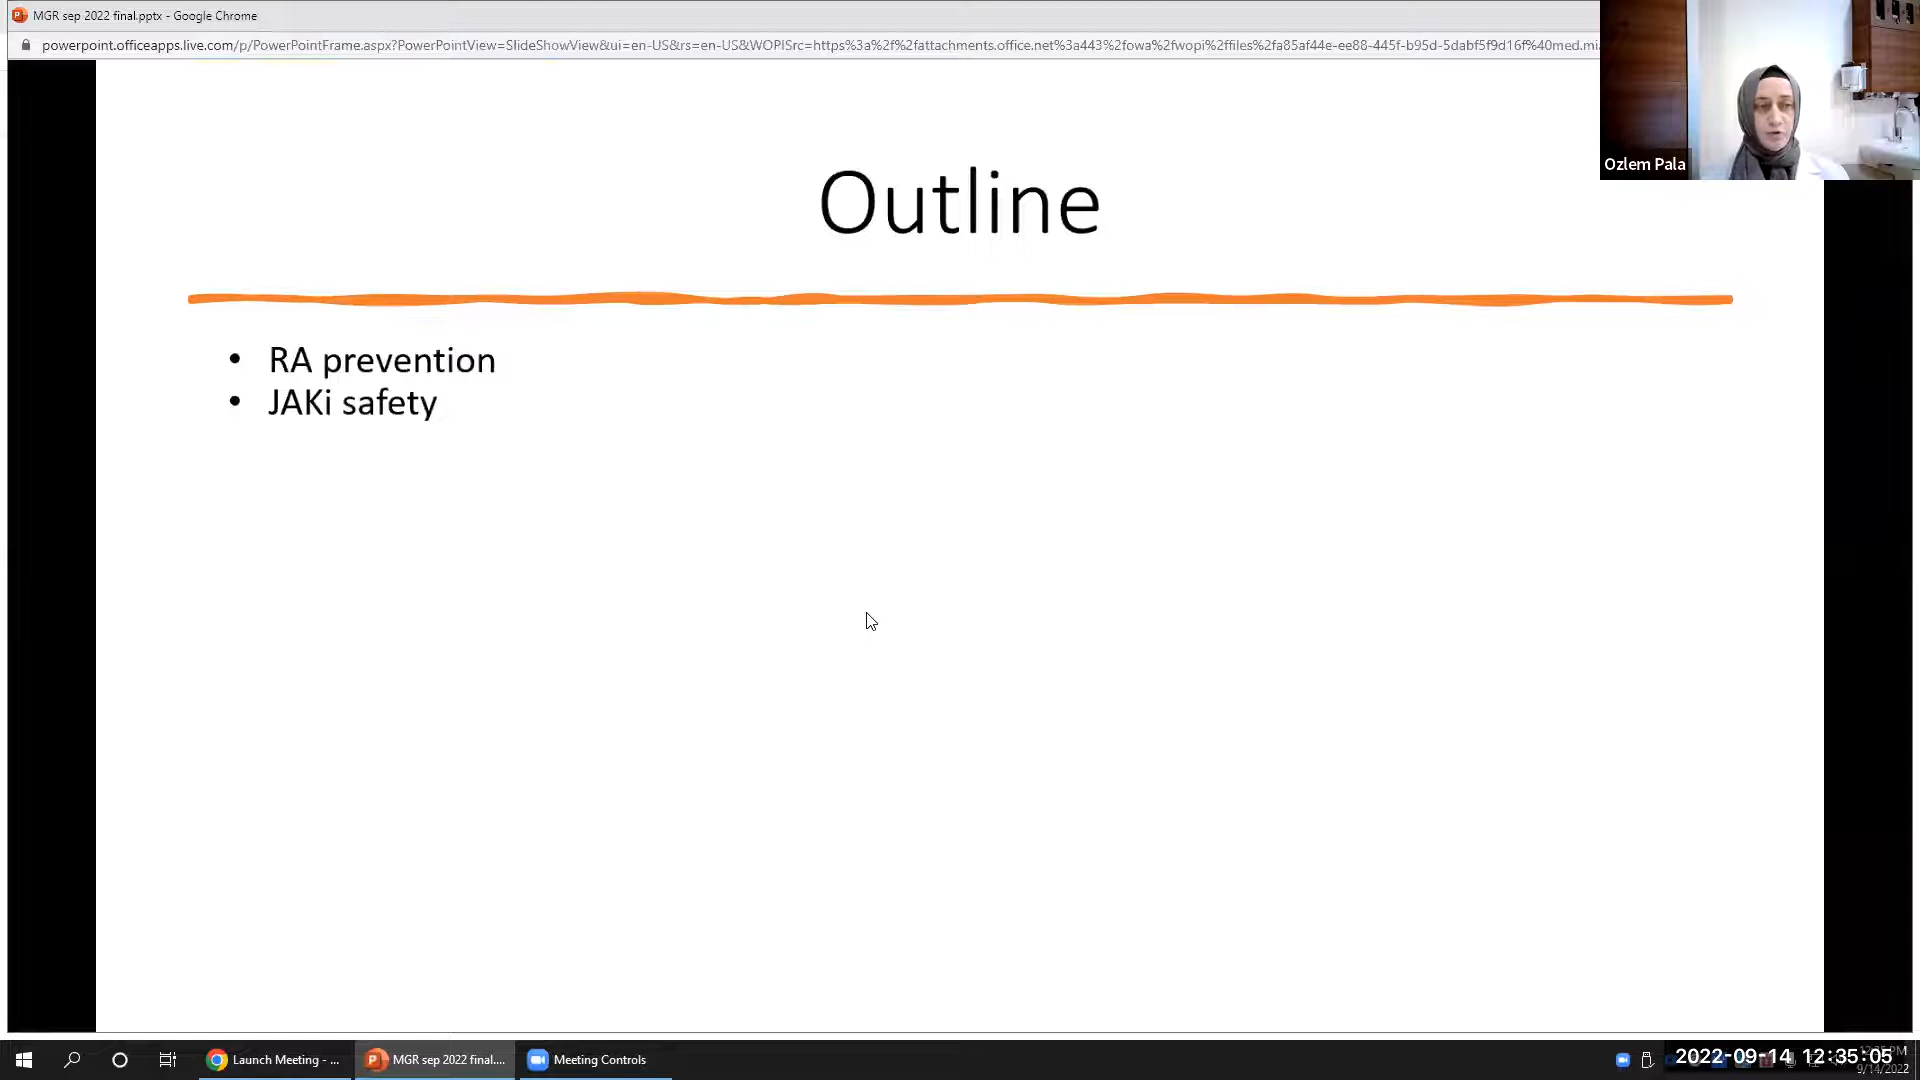 MGR sep 2022 final.pptx - Google Chrome
powerpoint.officeapps.live.com/p/PowerPointFrame.aspx?PowerPointView=SlideShowView&ui=en-US&rs=en-US&WOPISrc=https%3a%2f%2fattachments.office.net%3a443%2fowa%2fwopi%2ffiles%2fa85af44e-ee88-445f-b95d-5dabf5f9d16f%40med.mi
Ozlem Pala
Outline
• RA prevention
• JAKi safety
Launch Meeting - ...
MGR sep 2022 final....
Meeting Controls
2022-09-14 12:35:05
9/14/2022